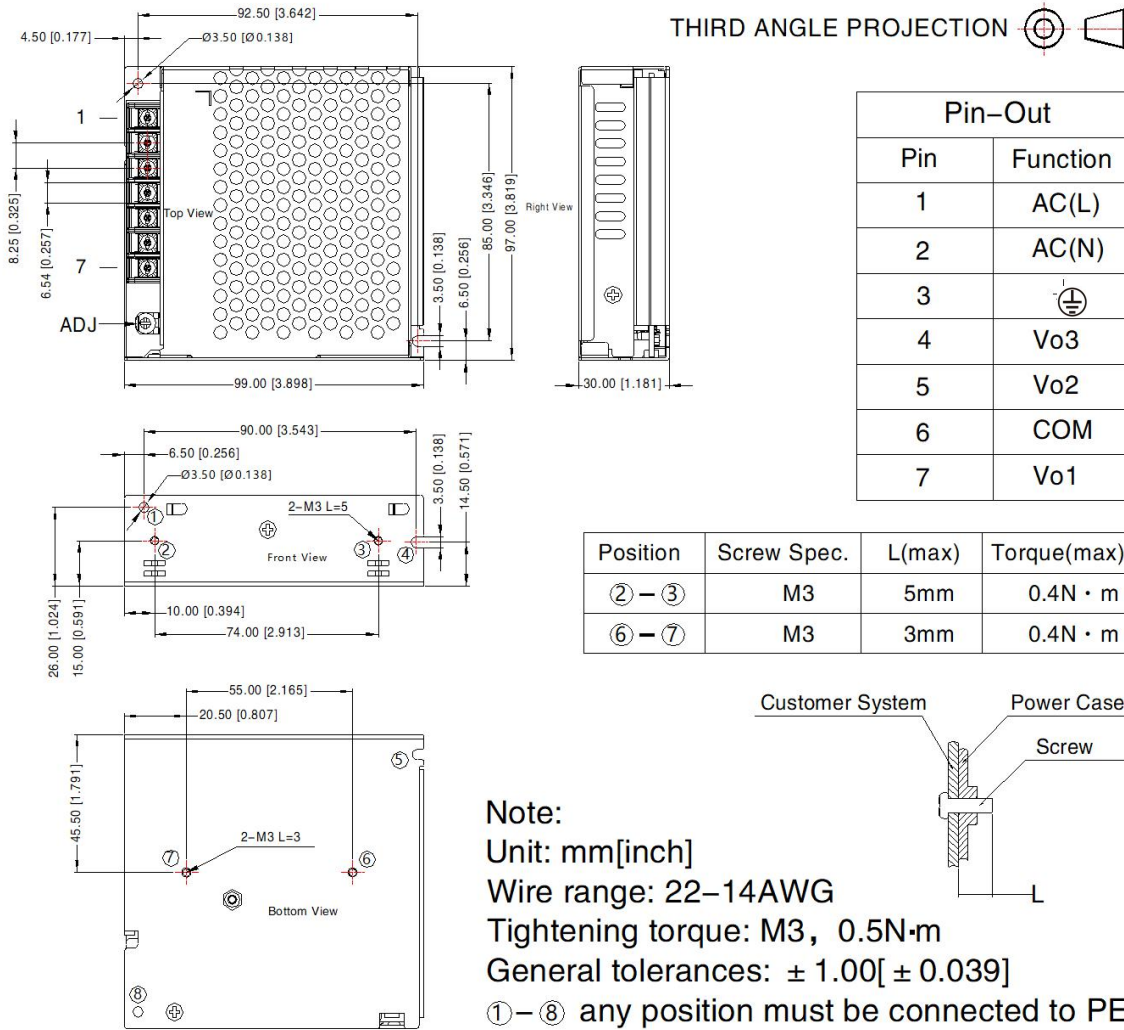 THIRD ANGLE PROJECTION
92.50 [3.642]
4.50 [0.177]
Ø3.50 [Ø0.138]
1
7
ADJ
8.25 [0.325]
6.54 [0.257]
Top View
85.00 [3.346]
97.00 [3.819]
3.50 [0.138]
6.50 [0.256]
99.00 [3.898]
Right View
30.00 [1.181]
Pin–Out
Pin Function
1 AC(L)
2 AC(N)
3
4 Vo3
5 Vo2
6 COM
7 Vo1
90.00 [3.543]
6.50 [0.256]
Ø3.50 [Ø0.138]
2–M3 L=5
① ② ③ ④
Front View
3.50 [0.138]
14.50 [0.571]
26.00 [1.024]
15.00 [0.591]
10.00 [0.394]
74.00 [2.913]
Position Screw Spec. L(max) Torque(max)
②–③ M3 5mm 0.4N·m
⑥–⑦ M3 3mm 0.4N·m
55.00 [2.165]
20.50 [0.807]
45.50 [1.791]
⑤
2–M3 L=3
⑦ ⑥
Bottom View
⑧
Customer System
Power Case
Screw
L
Note:
Unit: mm[inch]
Wire range: 22–14AWG
Tightening torque: M3, 0.5N·m
General tolerances: ±1.00[±0.039]
①–⑧ any position must be connected to PE